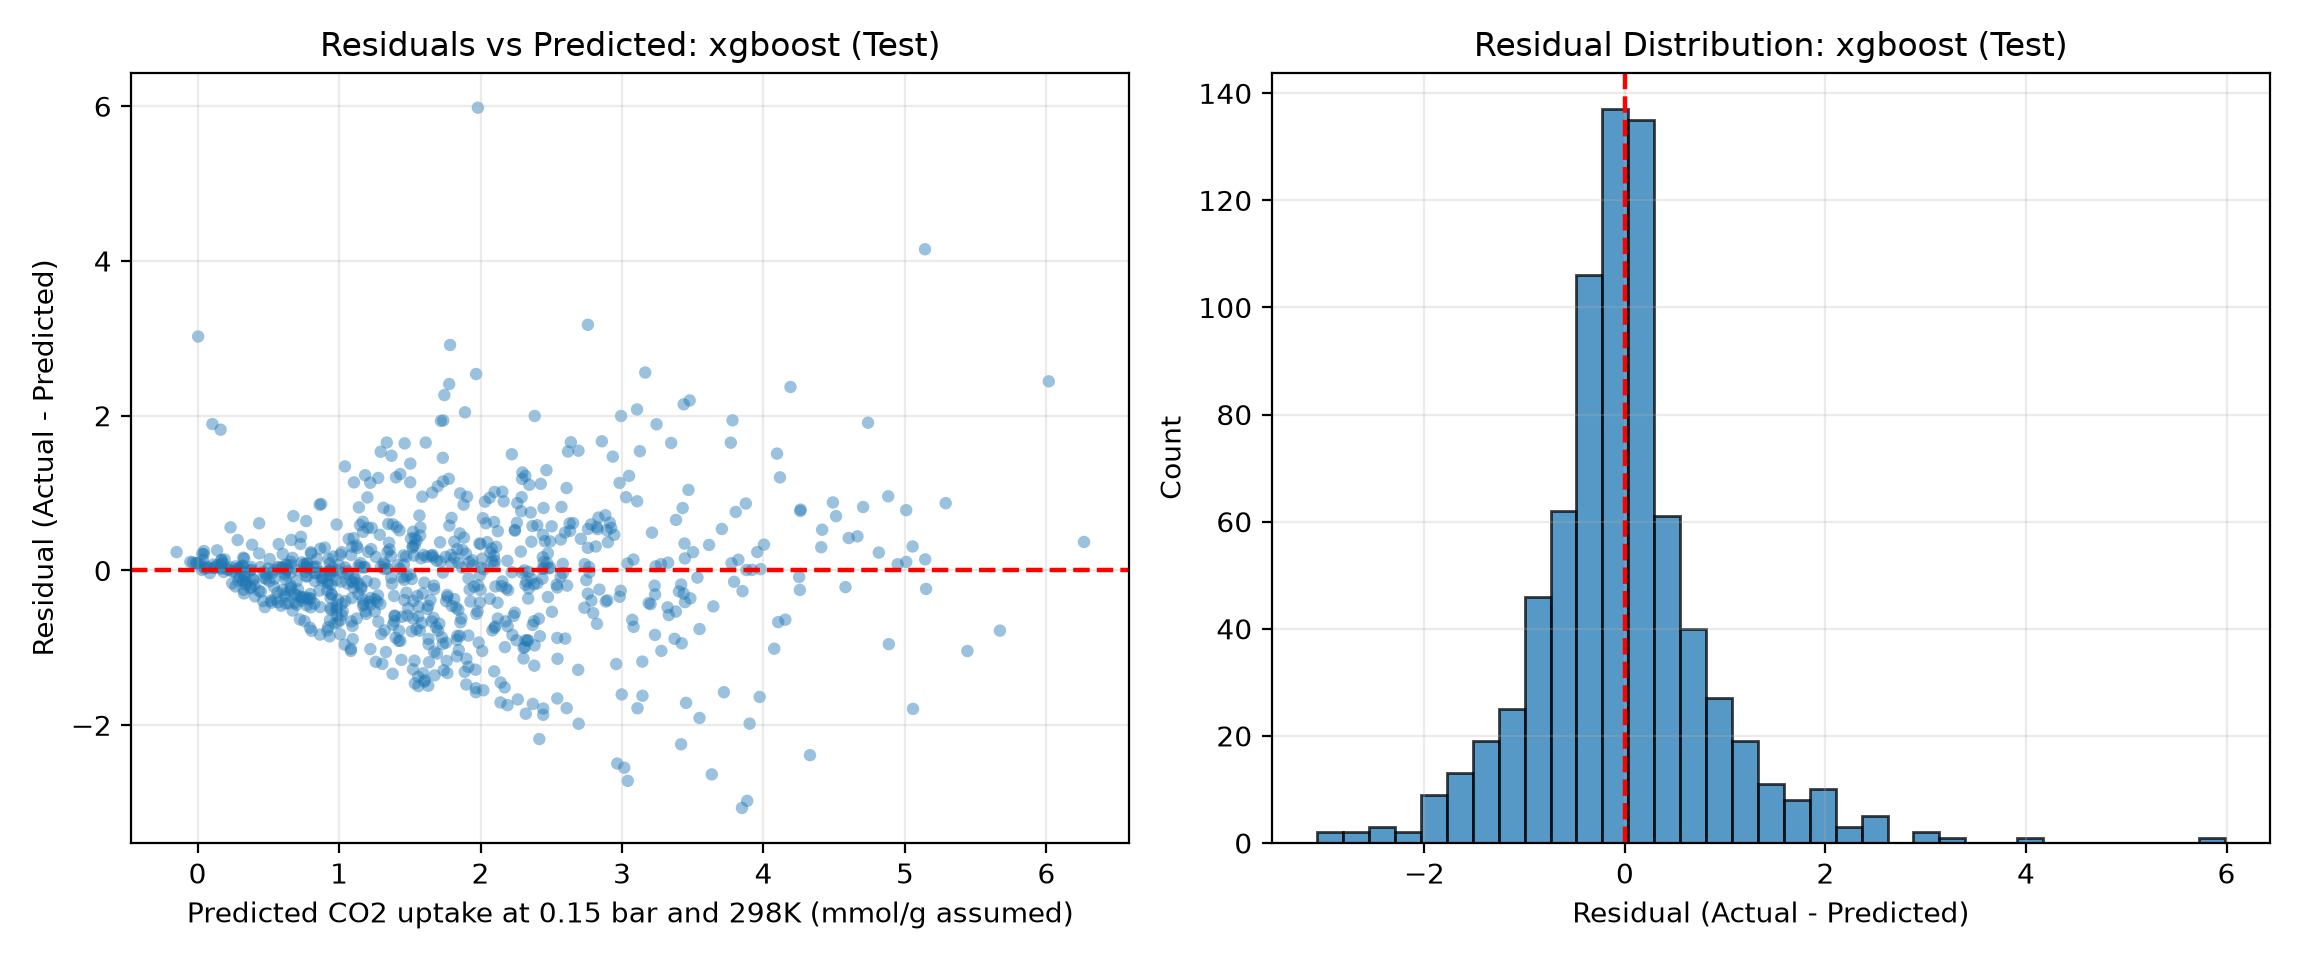 Residuals vs Predicted: xgboost (Test)
Residual (Actual - Predicted)
6
4
2
0
−2
0 1 2 3 4 5 6
Predicted CO2 uptake at 0.15 bar and 298K (mmol/g assumed)
Residual Distribution: xgboost (Test)
Count
140
120
100
80
60
40
20
0
−2 0 2 4 6
Residual (Actual - Predicted)